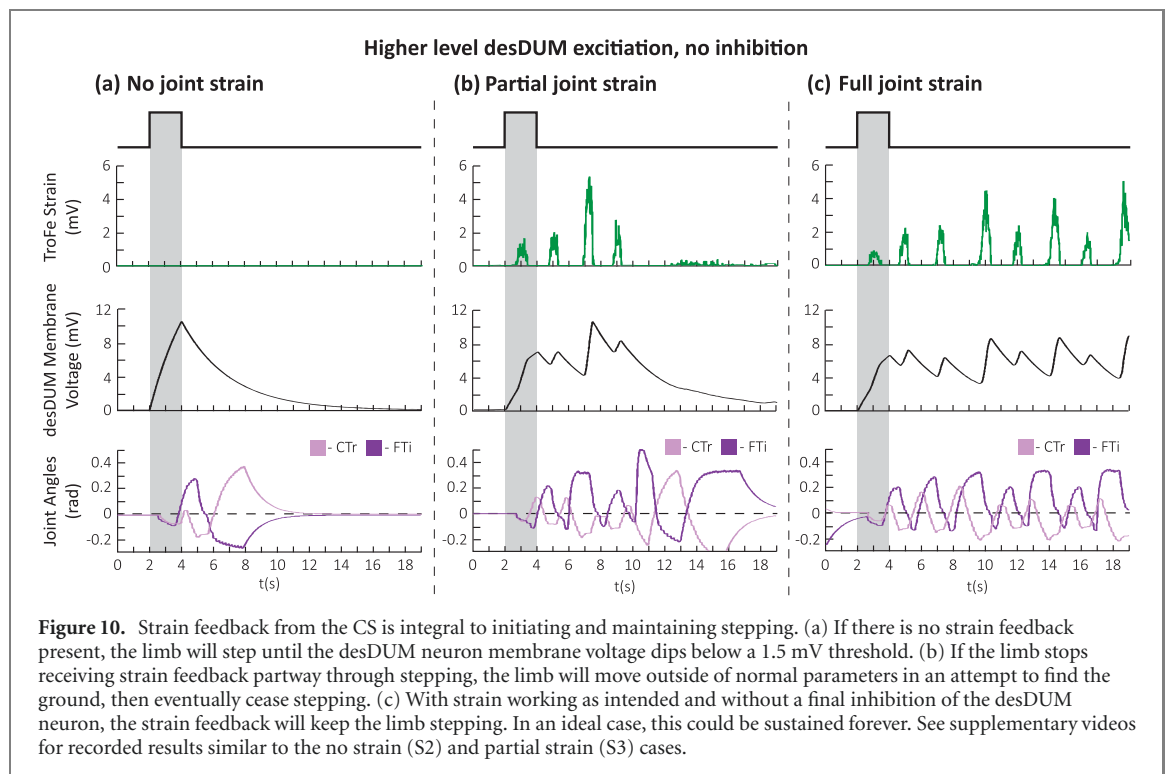 Higher level desDUM excitiation, no inhibition
(a) No joint strain
(b) Partial joint strain
(c) Full joint strain
TroFe Strain
(mV)
6
4
2
0
6
4
2
0
6
4
2
0
desDUM Membrane
Voltage (mV)
12
8
4
0
12
8
4
0
12
8
4
0
Joint Angles
(rad)
- CTr - FTi
- CTr - FTi
- CTr - FTi
0.4
0.2
0
-0.2
0.4
0.2
0
-0.2
0.4
0.2
0
-0.2
0 2 4 6 8 10 12 14 16 18
0 2 4 6 8 10 12 14 16 18
0 2 4 6 8 10 12 14 16 18
t(s)
t(s)
t(s)
Figure 10. Strain feedback from the CS is integral to initiating and maintaining stepping. (a) If there is no strain feedback
present, the limb will step until the desDUM neuron membrane voltage dips below a 1.5 mV threshold. (b) If the limb stops
receiving strain feedback partway through stepping, the limb will move outside of normal parameters in an attempt to find the
ground, then eventually cease stepping. (c) With strain working as intended and without a final inhibition of the desDUM
neuron, the strain feedback will keep the limb stepping. In an ideal case, this could be sustained forever. See supplementary videos
for recorded results similar to the no strain (S2) and partial strain (S3) cases.